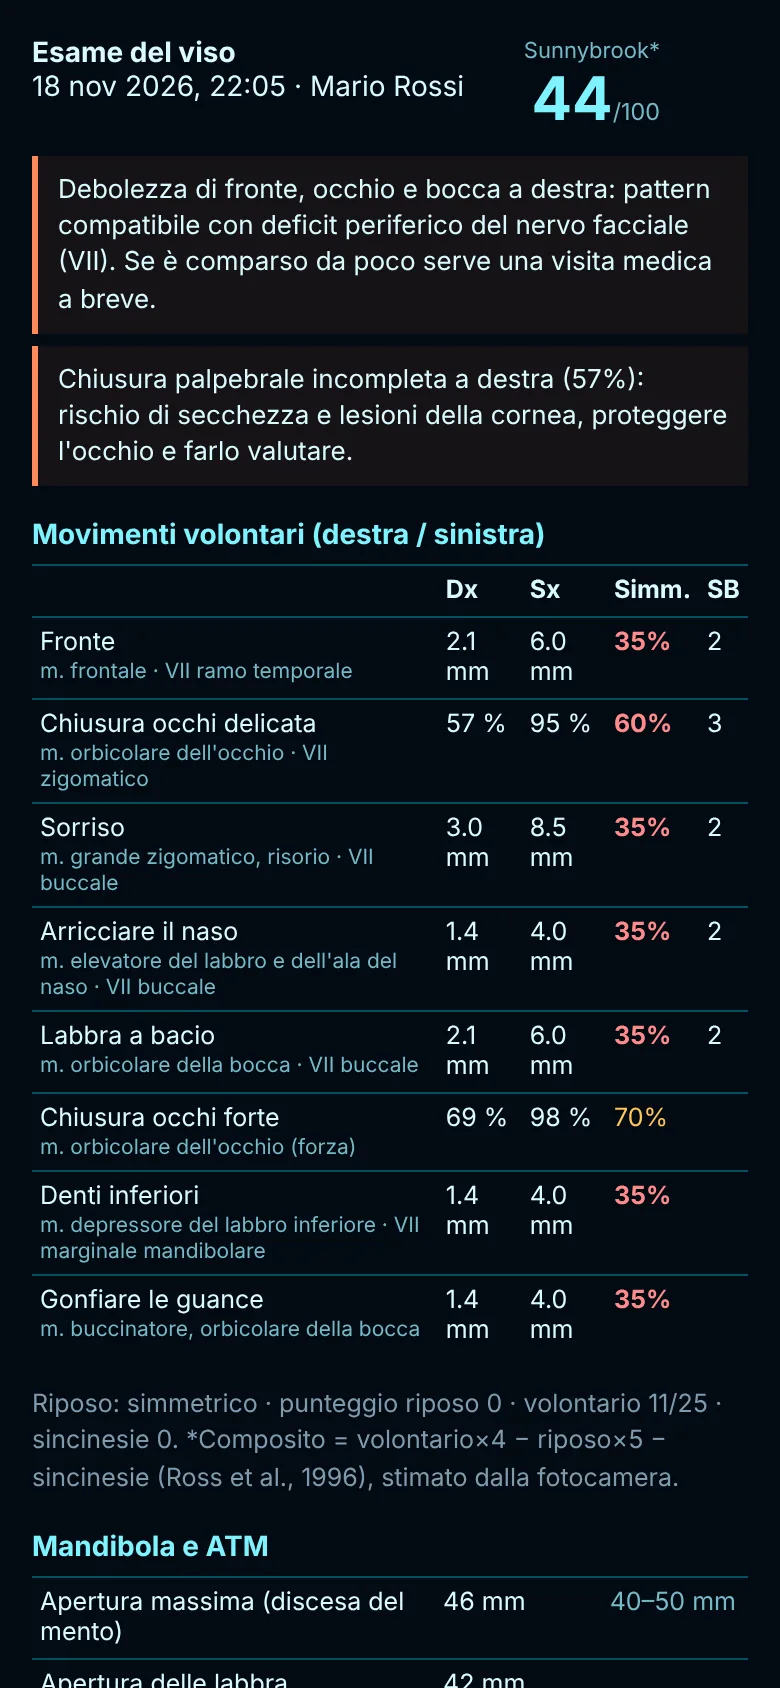 Esame del viso
18 nov 2026, 22:05 · Mario Rossi
Sunnybrook*
44/100
Debolezza di fronte, occhio e bocca a destra: pattern
compatibile con deficit periferico del nervo facciale
(VII). Se è comparso da poco serve una visita medica
a breve.
Chiusura palpebrale incompleta a destra (57%):
rischio di secchezza e lesioni della cornea, proteggere
l'occhio e farlo valutare.
Movimenti volontari (destra / sinistra)
Dx Sx Simm. SB
Fronte 2.1 mm 6.0 mm 35% 2
m. frontale · VII ramo temporale
Chiusura occhi delicata 57 % 95 % 60% 3
m. orbicolare dell'occhio · VII
zigomatico
Sorriso 3.0 mm 8.5 mm 35% 2
m. grande zigomatico, risorio · VII
buccale
Arricciare il naso 1.4 mm 4.0 mm 35% 2
m. elevatore del labbro e dell'ala del
naso · VII buccale
Labbra a bacio 2.1 mm 6.0 mm 35% 2
m. orbicolare della bocca · VII buccale
Chiusura occhi forte 69 % 98 % 70%
m. orbicolare dell'occhio (forza)
Denti inferiori 1.4 mm 4.0 mm 35%
m. depressore del labbro inferiore · VII
marginale mandibolare
Gonfiare le guance 1.4 mm 4.0 mm 35%
m. buccinatore, orbicolare della bocca
Riposo: simmetrico · punteggio riposo 0 · volontario 11/25 ·
sincinesie 0. *Composito = volontario×4 − riposo×5 −
sincinesie (Ross et al., 1996), stimato dalla fotocamera.
Mandibola e ATM
Apertura massima (discesa del 46 mm 40–50 mm
mento)
Apertura delle labbra 42 mm